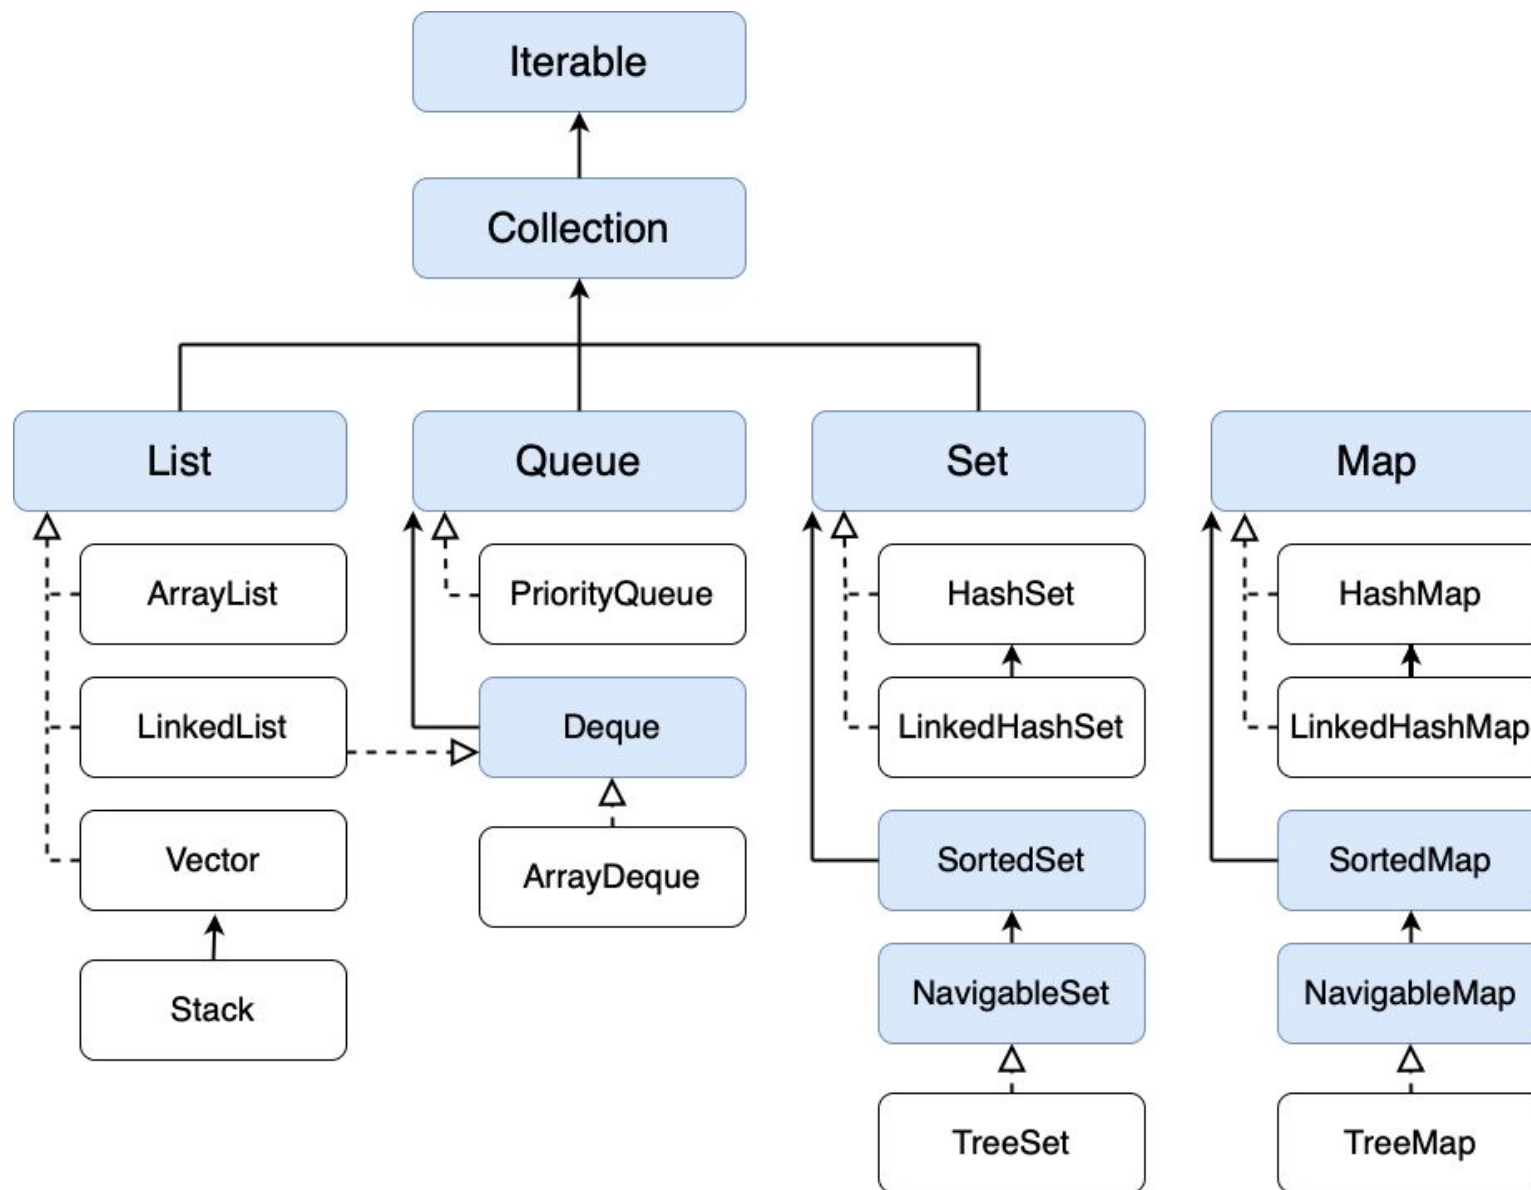 Iterable
Collection
List
Queue
Set
Map
ArrayList
PriorityQueue
HashSet
HashMap
LinkedList
Deque
LinkedHashSet
LinkedHashMap
Vector
ArrayDeque
SortedSet
SortedMap
Stack
NavigableSet
NavigableMap
TreeSet
TreeMap